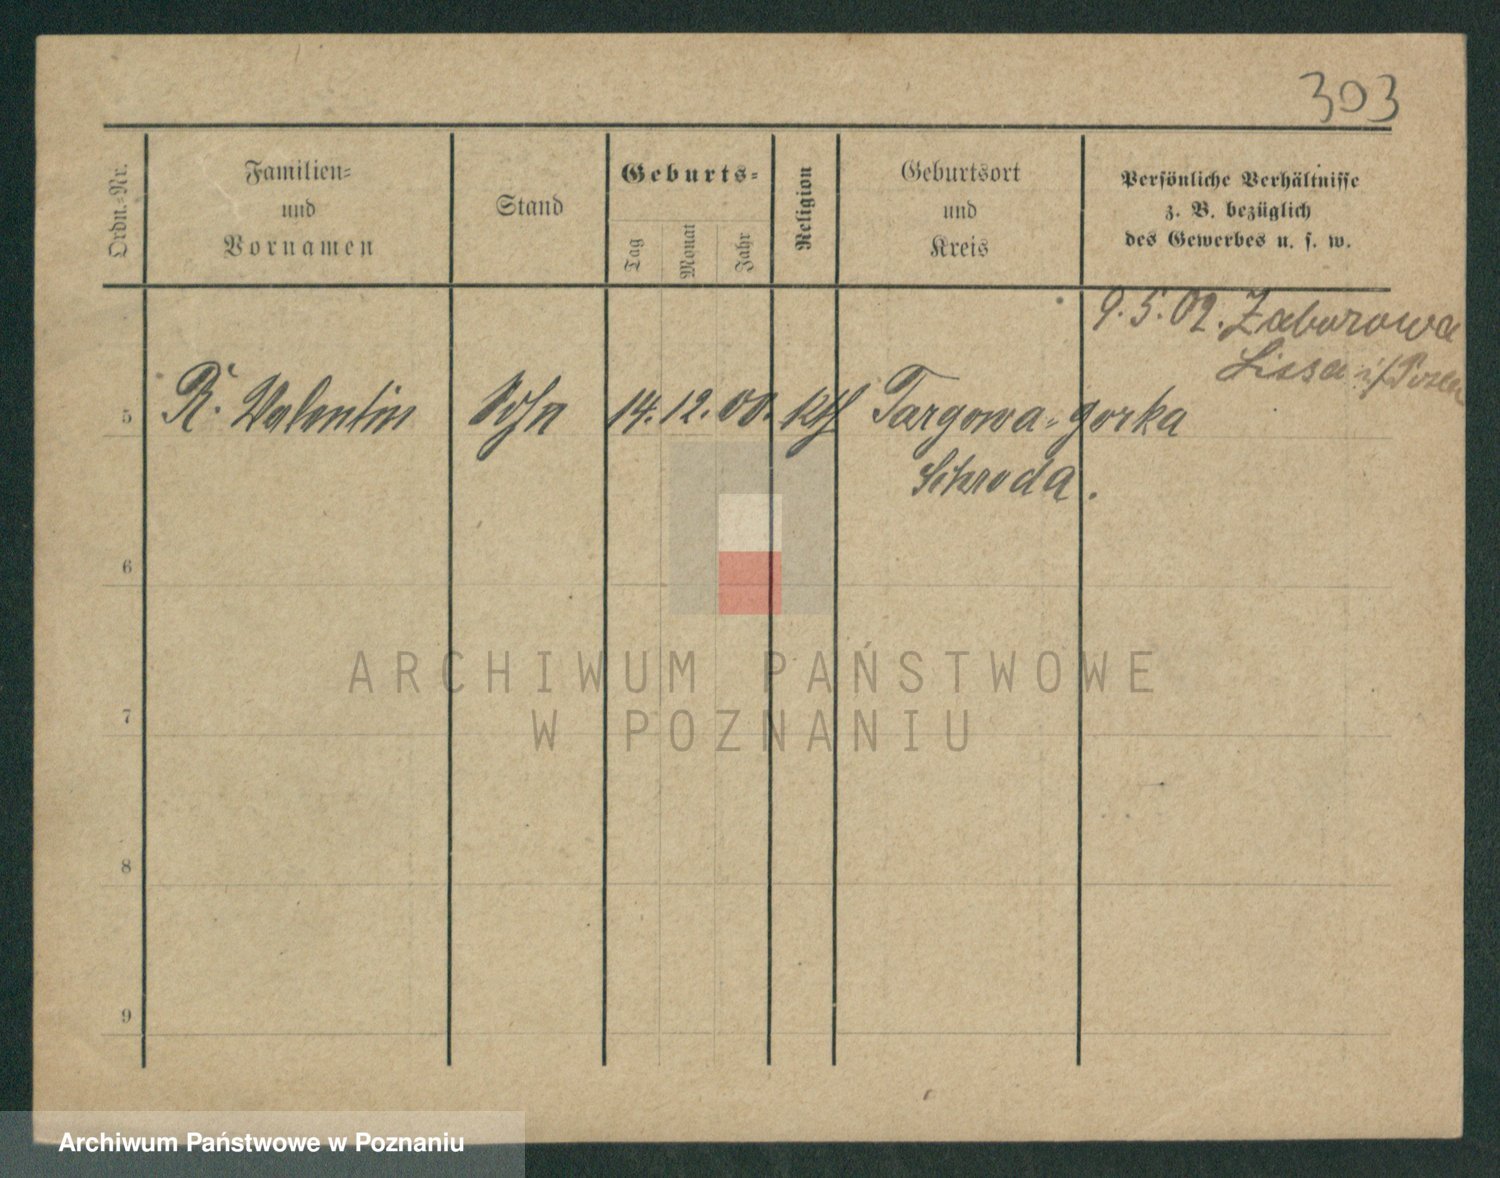 303
Ordn.-Nr.
Familien-
und
Vornamen
Stand
Geburts-
Tag
Monat
Jahr
Religion
Geburtsort
und
Kreis
Persönliche Verhältnisse
z. B. bezüglich
des Gewerbes u. s. w.
9. 5. 02. Zaborowa
Lissa i/Posen
5 R. Valentin Sohn 14. 12. 00. kth Targowa-gorka
Schroda.
6
7
8
9
ARCHIWUM PAŃSTWOWE
W POZNANIU
Archiwum Państwowe w Poznaniu